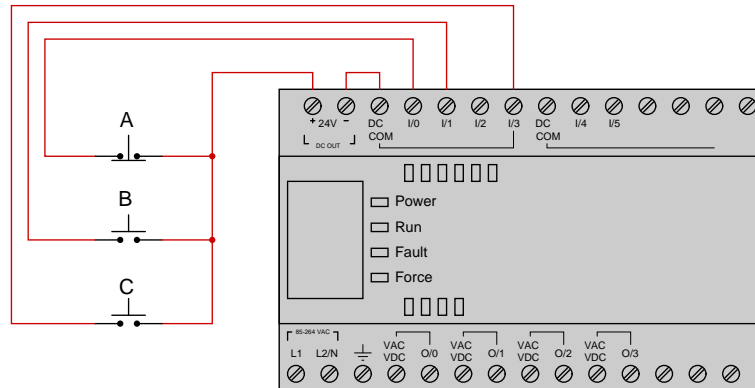 A
B
C
+ 24V -
DC OUT
DC
COM
I/0
I/1
I/2
I/3
DC
COM
I/4
I/5
Power
Run
Fault
Force
85-264 VAC
L1
L2/N
VAC
VDC
O/0
VAC
VDC
O/1
VAC
VDC
O/2
VAC
VDC
O/3